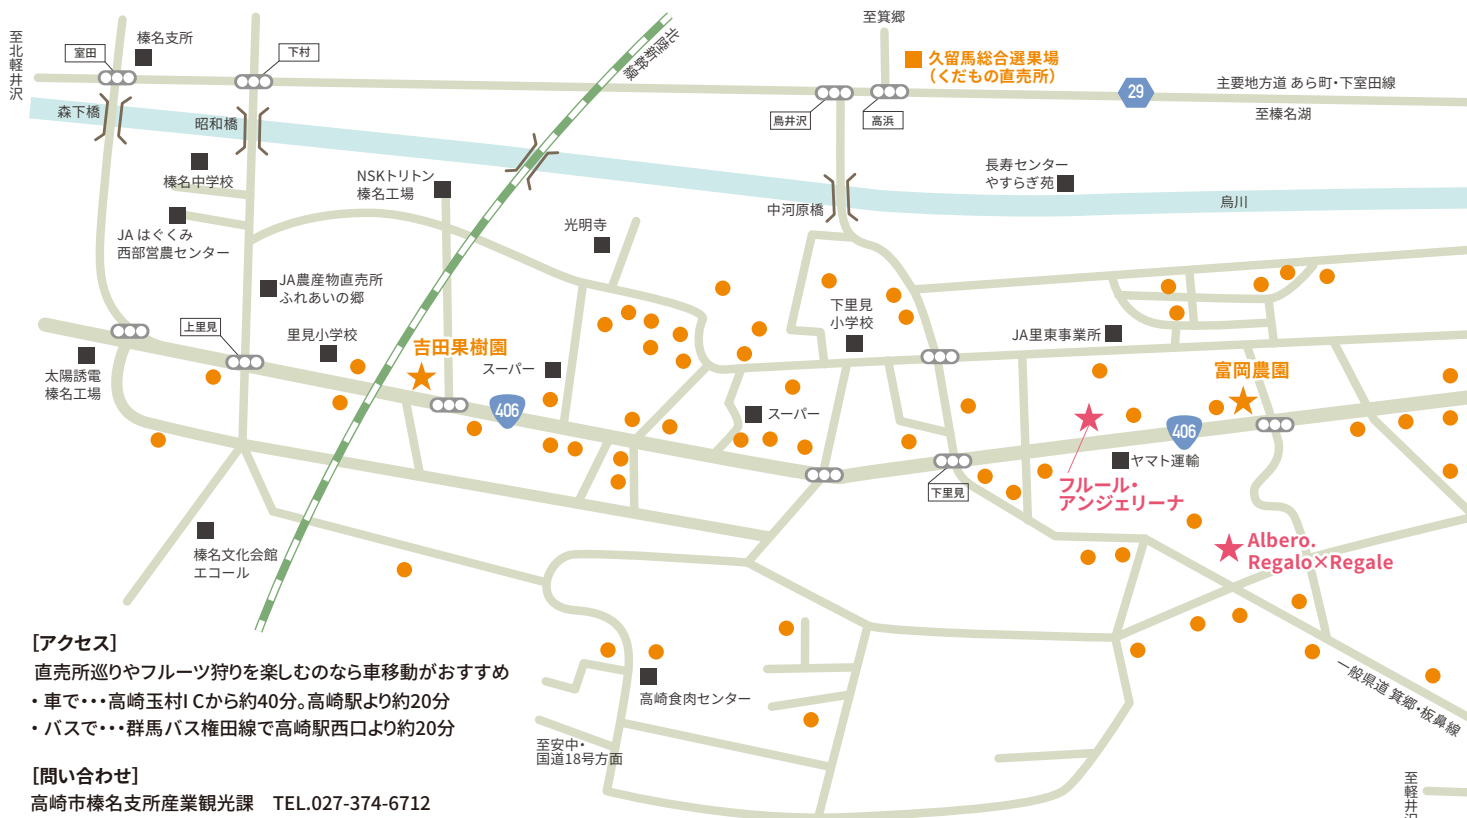 至北軽井沢
室田
榛名支所
下村
北陸新幹線
至箕郷
久留馬総合選果場
（くだもの直売所）
29
主要地方道 あら町・下室田線
至榛名湖
鳥井沢
高浜
森下橋
昭和橋
榛名中学校
NSKトリトン
榛名工場
光明寺
中河原橋
長寿センター
やすらぎ苑
烏川
JA はぐくみ
西部営農センター
JA農産物直売所
ふれあいの郷
上里見
里見小学校
吉田果樹園
スーパー
下里見
小学校
JA里東事業所
富岡農園
太陽誘電
榛名工場
406
スーパー
406
ヤマト運輸
下里見
フルール・
アンジェリーナ
榛名文化会館
エコール
Albero.
Regalo×Regale
[アクセス]
直売所巡りやフルーツ狩りを楽しむのなら車移動がおすすめ
・車で・・・高崎玉村I Cから約40分。高崎駅より約20分
・バスで・・・群馬バス権田線で高崎駅西口より約20分
高崎食肉センター
一般県道 箕郷・板鼻線
至安中・
国道18号方面
[問い合わせ]
高崎市榛名支所産業観光課　TEL.027-374-6712
至軽井沢